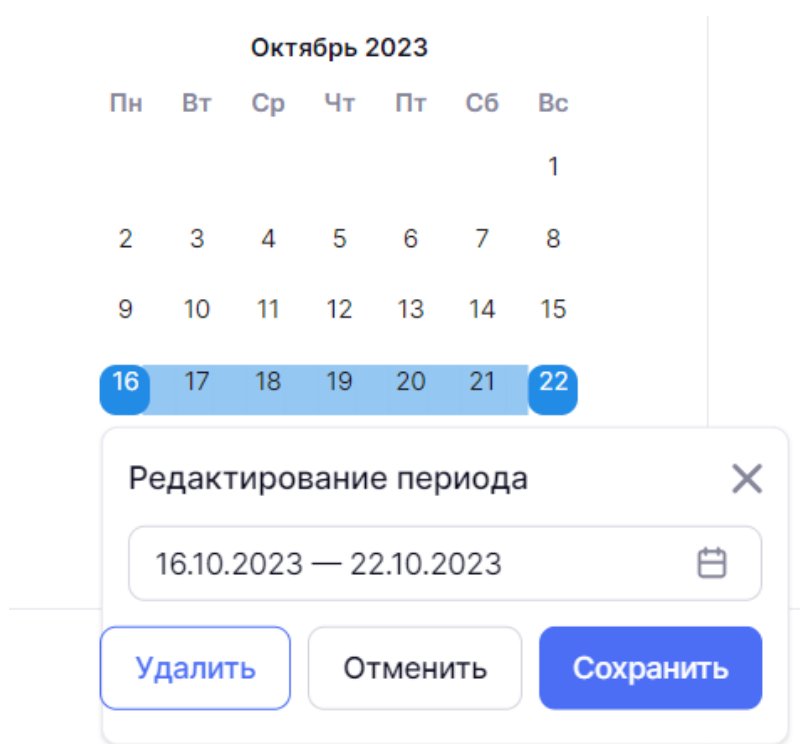 Октябрь 2023
Пн Вт Ср Чт Пт Сб Вс
1
2 3 4 5 6 7 8
9 10 11 12 13 14 15
16 17 18 19 20 21 22
Редактирование периода
16.10.2023 — 22.10.2023
Удалить Отменить Сохранить